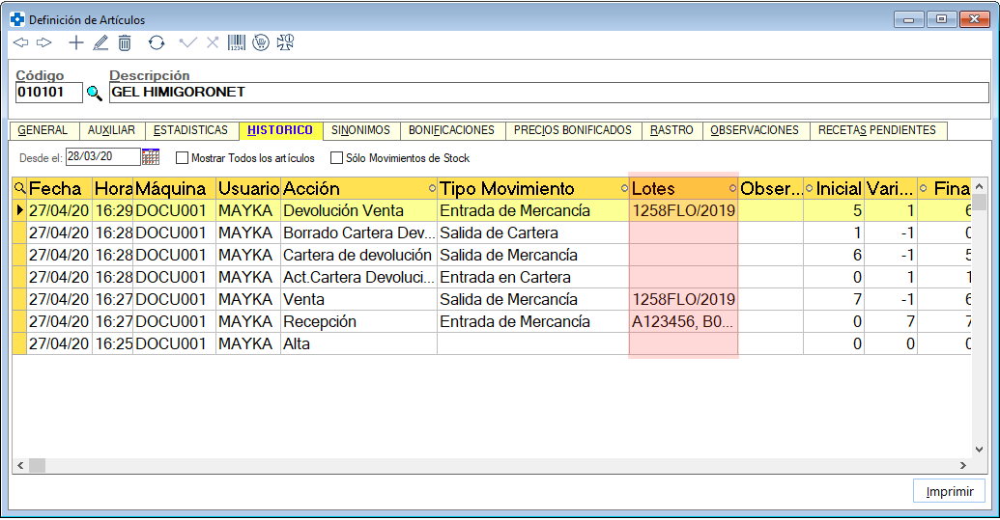 Definición de Artículos
Código Descripción
010101 GEL HIMIGORONET
GENERAL AUXILIAR ESTADISTICAS HISTORICO SINONIMOS BONIFICACIONES PRECIOS BONIFICADOS RASTRO OBSERVACIONES RECETAS PENDIENTES
Desde el: 28/03/20 Mostrar Todos los artículos Sólo Movimientos de Stock
Fecha Hora Máquina Usuario Acción Tipo Movimiento Lotes Obser... Inicial Vari... Fina
27/04/20 16:29 DOCU001 MAYKA Devolución Venta Entrada de Mercancía 1258FLO/2019 5 1 6
27/04/20 16:28 DOCU001 MAYKA Borrado Cartera Dev... Salida de Cartera 1 -1 0
27/04/20 16:28 DOCU001 MAYKA Cartera de devolución Salida de Mercancía 6 -1 5
27/04/20 16:28 DOCU001 MAYKA Act.Cartera Devoluci... Entrada en Cartera 0 1 1
27/04/20 16:27 DOCU001 MAYKA Venta Salida de Mercancía 1258FLO/2019 7 -1 6
27/04/20 16:27 DOCU001 MAYKA Recepción Entrada de Mercancía A123456, B0... 0 7 7
27/04/20 16:25 DOCU001 MAYKA Alta 0 0 0
Imprimir